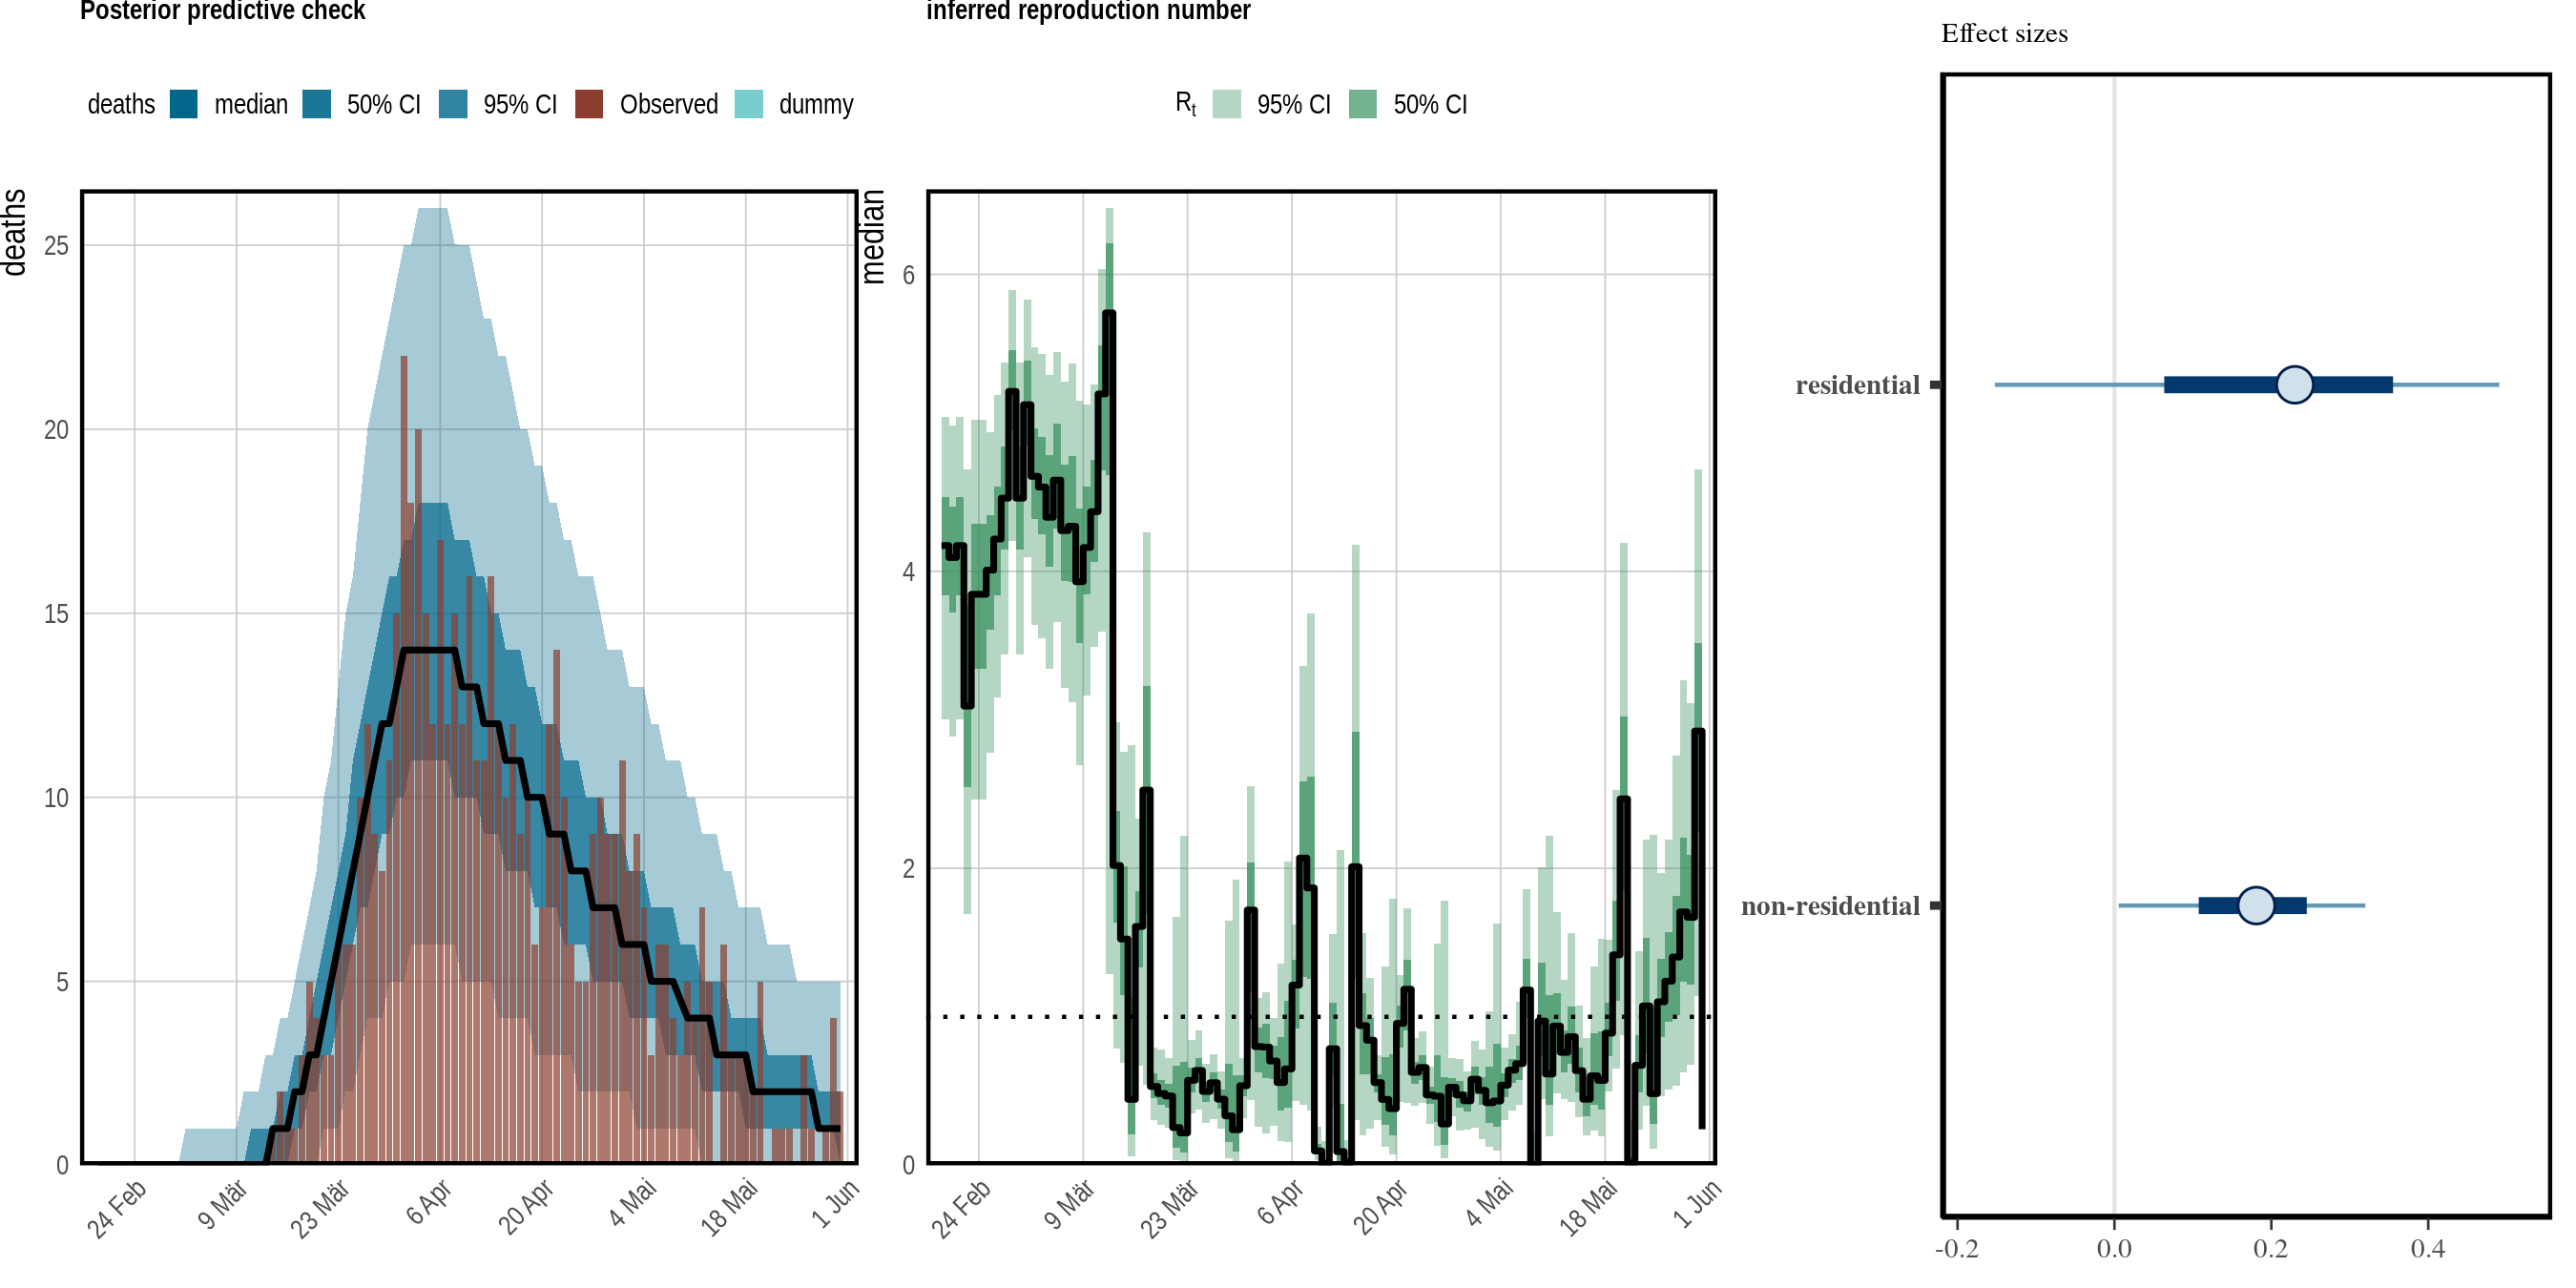 Posterior predictive check
deaths median 50% CI 95% CI Observed dummy
deaths
25
20
15
10
5
0
24 Feb 9 Mär 23 Mär 6 Apr 20 Apr 4 Mai 18 Mai 1 Jun
inferred reproduction number
Rt 95% CI 50% CI
median
6
4
2
0
24 Feb 9 Mär 23 Mär 6 Apr 20 Apr 4 Mai 18 Mai 1 Jun
Effect sizes
residential
non-residential
-0.2 0.0 0.2 0.4